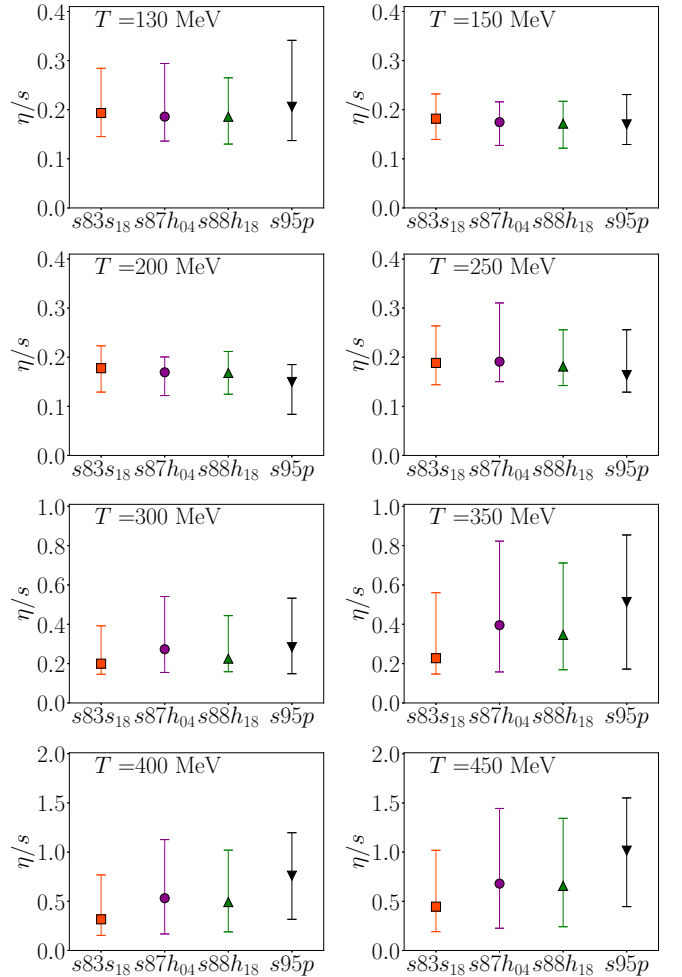 T =130 MeV
η/s
0.4
0.3
0.2
0.1
0.0
s83s₁₈ s87h₀₄ s88h₁₈ s95p
T =150 MeV
η/s
0.4
0.3
0.2
0.1
0.0
s83s₁₈ s87h₀₄ s88h₁₈ s95p
T =200 MeV
η/s
0.4
0.3
0.2
0.1
0.0
s83s₁₈ s87h₀₄ s88h₁₈ s95p
T =250 MeV
η/s
0.4
0.3
0.2
0.1
0.0
s83s₁₈ s87h₀₄ s88h₁₈ s95p
T =300 MeV
η/s
1.0
0.8
0.6
0.4
0.2
0.0
s83s₁₈ s87h₀₄ s88h₁₈ s95p
T =350 MeV
η/s
1.0
0.8
0.6
0.4
0.2
0.0
s83s₁₈ s87h₀₄ s88h₁₈ s95p
T =400 MeV
η/s
2.0
1.5
1.0
0.5
0.0
s83s₁₈ s87h₀₄ s88h₁₈ s95p
T =450 MeV
η/s
2.0
1.5
1.0
0.5
0.0
s83s₁₈ s87h₀₄ s88h₁₈ s95p